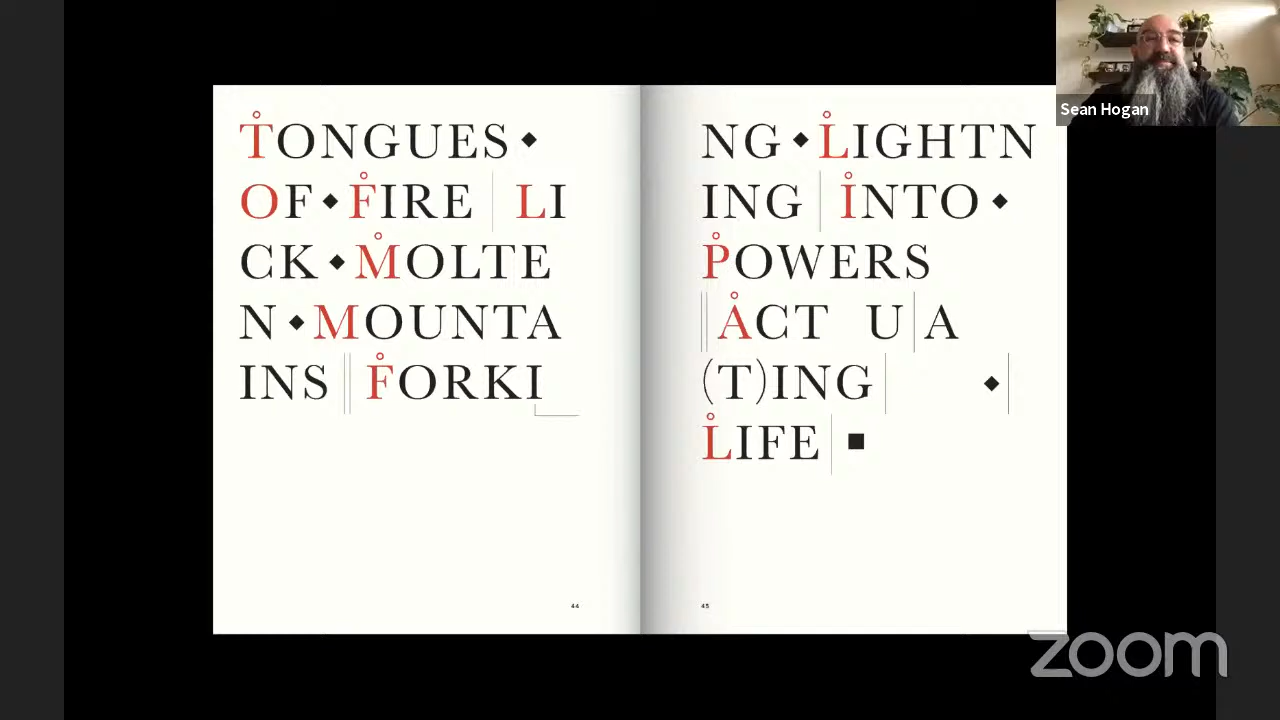 TONGUES◆
OF◆FIRE | LI
CK◆MOLTE
N◆MOUNTA
INS || FORKI
44
NG◆LIGHTN
ING | INTO◆
POWERS
|| ACT U | A
(T)ING | ◆ |
LIFE | ■
45
Sean Hogan
zoom